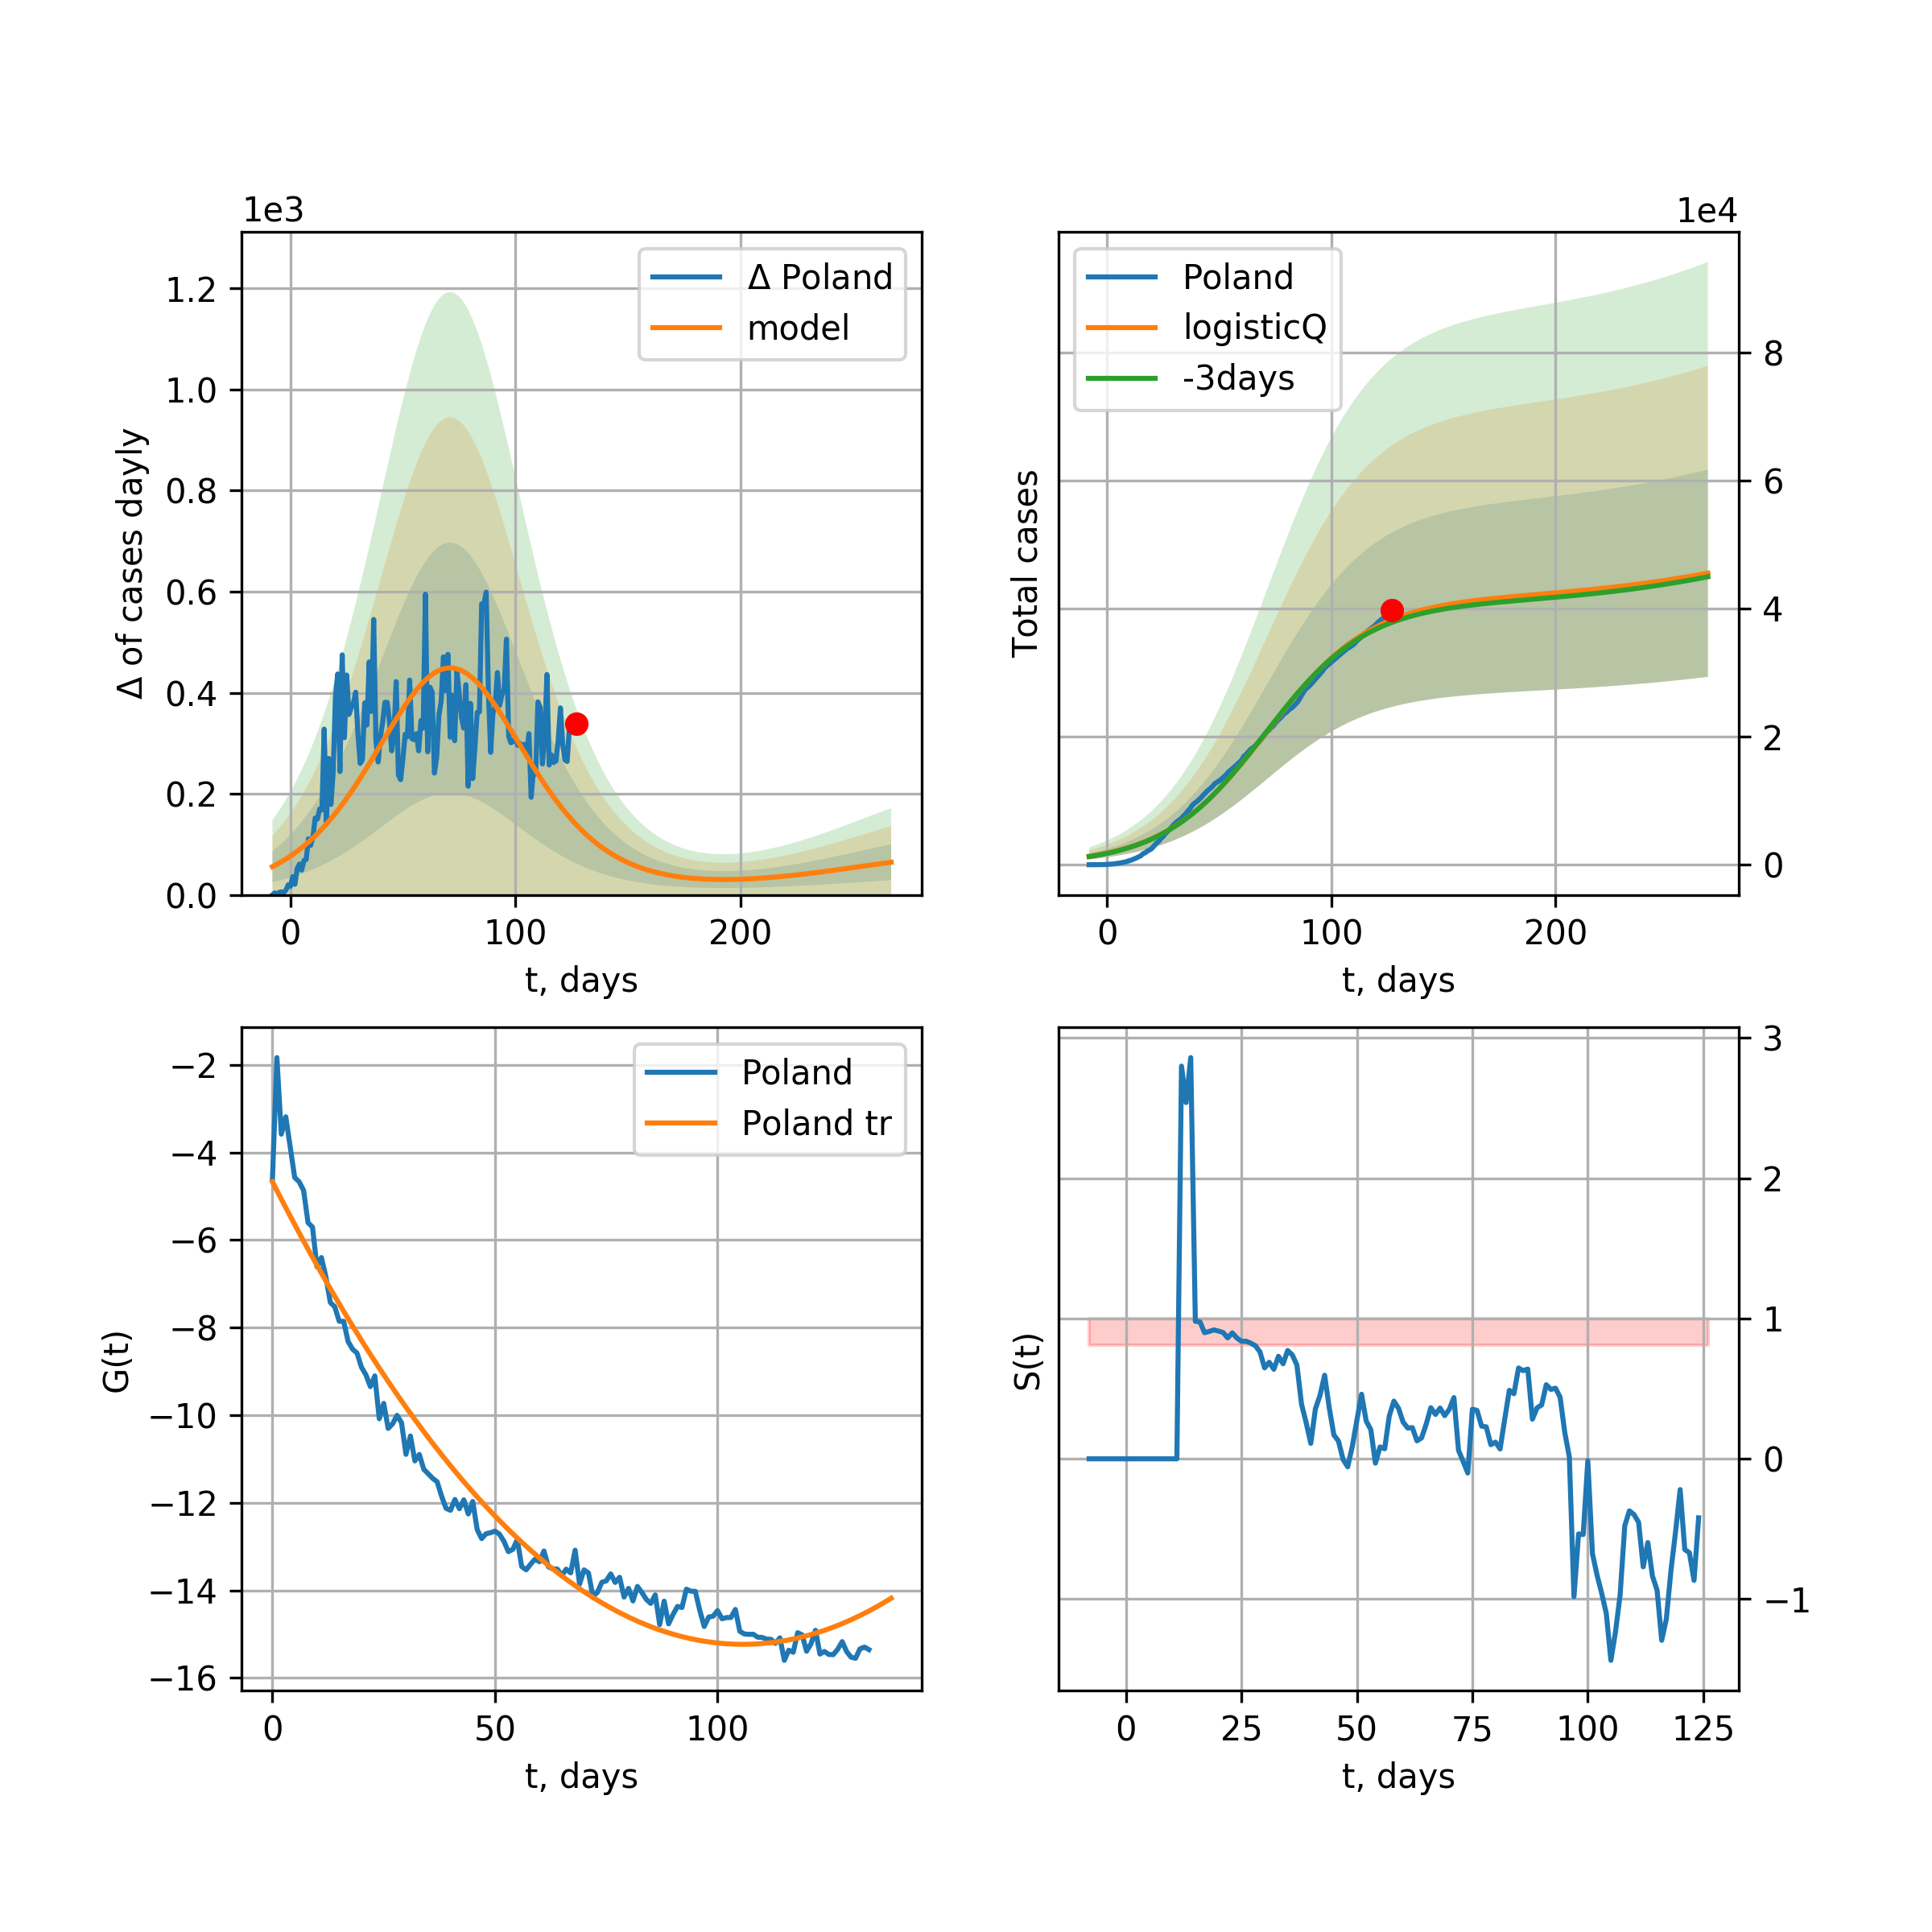 1e3
Δ of cases dayly
1.2
1.0
0.8
0.6
0.4
0.2
0.0
Δ Poland
model
0
100
200
t, days
1e4
Total cases
Poland
logisticQ
-3days
8
6
4
2
0
0
100
200
t, days
G(t)
−2
−4
−6
−8
−10
−12
−14
−16
Poland
Poland tr
0
50
100
t, days
S(t)
3
2
1
0
−1
0
25
50
75
100
125
t, days